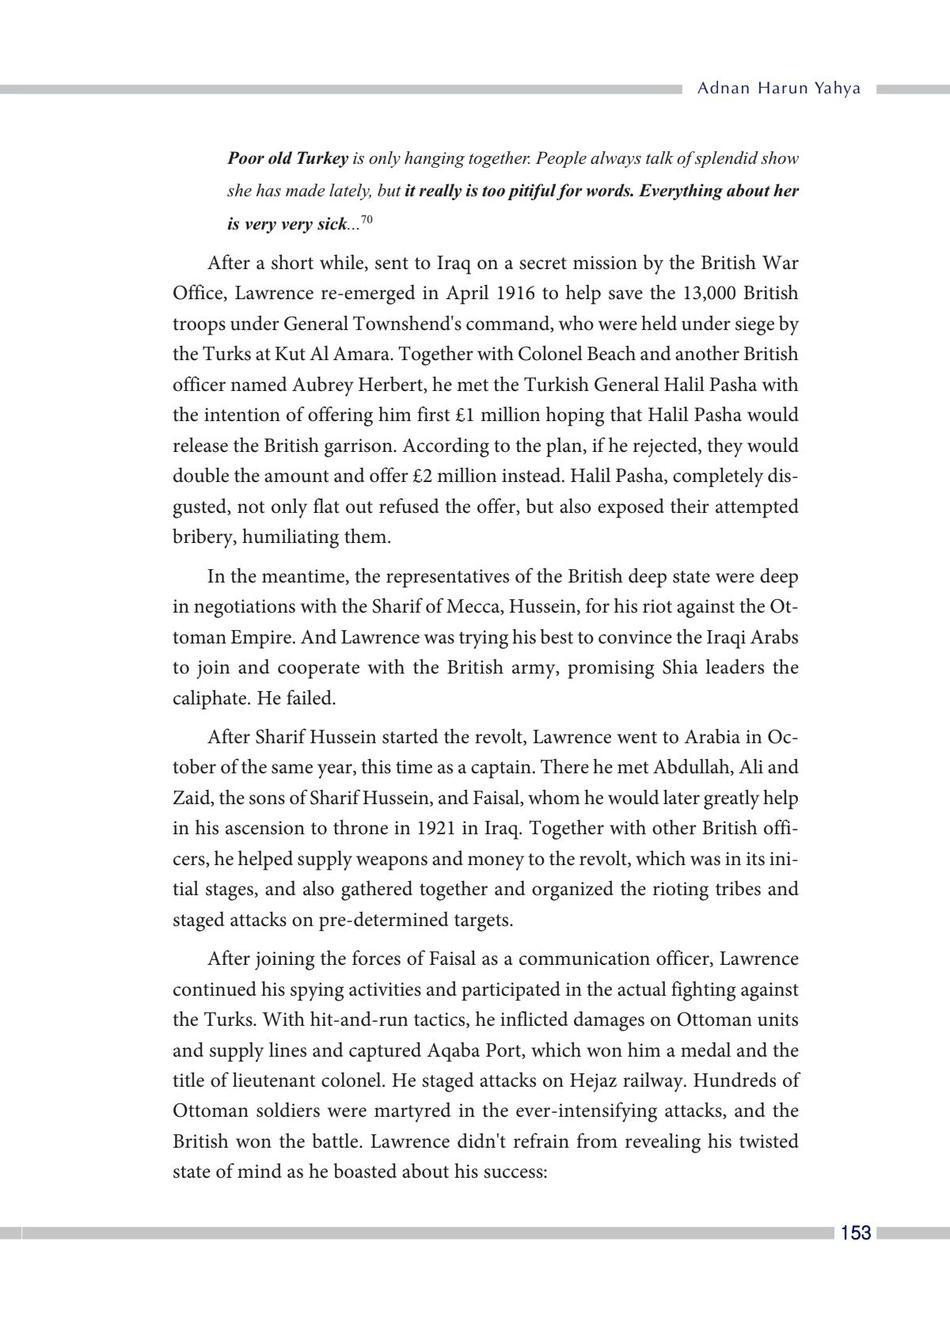 Adnan Harun Yahya
Poor old Turkey is only hanging together. People always talk of splendid show
she has made lately, but it really is too pitiful for words. Everything about her
is very very sick...70
After a short while, sent to Iraq on a secret mission by the British War
Office, Lawrence re-emerged in April 1916 to help save the 13,000 British
troops under General Townshend's command, who were held under siege by
the Turks at Kut Al Amara. Together with Colonel Beach and another British
officer named Aubrey Herbert, he met the Turkish General Halil Pasha with
the intention of offering him first £1 million hoping that Halil Pasha would
release the British garrison. According to the plan, if he rejected, they would
double the amount and offer £2 million instead. Halil Pasha, completely dis-
gusted, not only flat out refused the offer, but also exposed their attempted
bribery, humiliating them.
In the meantime, the representatives of the British deep state were deep
in negotiations with the Sharif of Mecca, Hussein, for his riot against the Ot-
toman Empire. And Lawrence was trying his best to convince the Iraqi Arabs
to join and cooperate with the British army, promising Shia leaders the
caliphate. He failed.
After Sharif Hussein started the revolt, Lawrence went to Arabia in Oc-
tober of the same year, this time as a captain. There he met Abdullah, Ali and
Zaid, the sons of Sharif Hussein, and Faisal, whom he would later greatly help
in his ascension to throne in 1921 in Iraq. Together with other British offi-
cers, he helped supply weapons and money to the revolt, which was in its ini-
tial stages, and also gathered together and organized the rioting tribes and
staged attacks on pre-determined targets.
After joining the forces of Faisal as a communication officer, Lawrence
continued his spying activities and participated in the actual fighting against
the Turks. With hit-and-run tactics, he inflicted damages on Ottoman units
and supply lines and captured Aqaba Port, which won him a medal and the
title of lieutenant colonel. He staged attacks on Hejaz railway. Hundreds of
Ottoman soldiers were martyred in the ever-intensifying attacks, and the
British won the battle. Lawrence didn't refrain from revealing his twisted
state of mind as he boasted about his success:
153